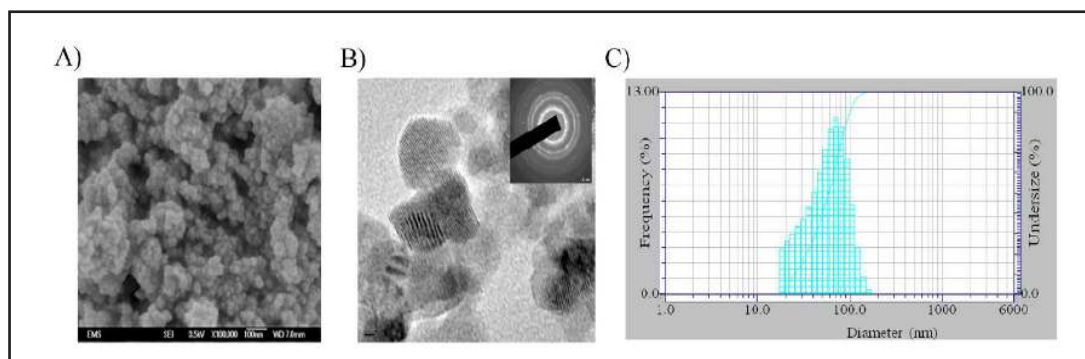 A)
B)
C)
EMS SEI 0.5kV X100,000 100nm WD 7.0mm
13.00
100.0
Frequency (%)
Undersize (%)
0.0
0.0
1.0 10.0 100.0 1000 6000
Diameter (nm)